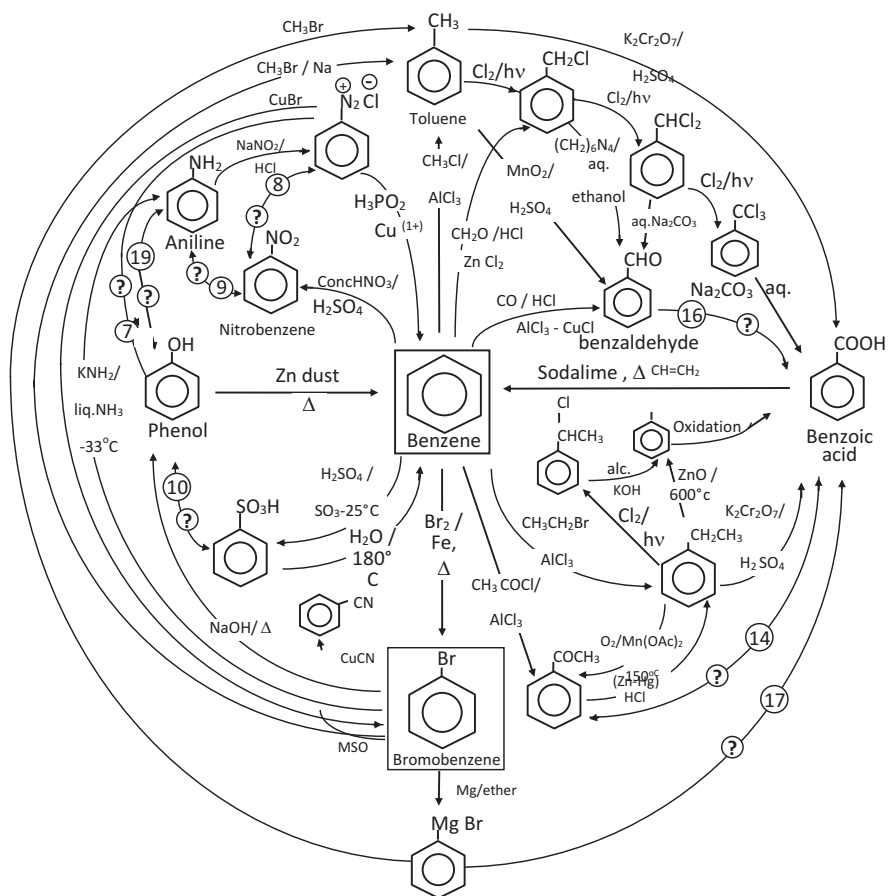 CH3Br
CH3
K2Cr2O7/
H2SO4
CH3Br / Na
Cl2/hν
CH2Cl
Cl2/hν
CuBr
⊕ ⊖
N2 Cl
Toluene
CHCl2
NaNO2/
HCl
8
?
(CH2)6N4/
aq.
ethanol
NH2
Aniline
CH3Cl/
AlCl3
MnO2/
H2SO4
Cl2/hν
H3PO2
Cu (1+)
aq.Na2CO3
CCl3
NO2
CH2O /HCl
Zn Cl2
19
?
?
7
?
9
Nitrobenzene
ConcHNO3/
H2SO4
CHO
Na2CO3 aq.
CO / HCl
AlCl3 - CuCl
benzaldehyde
16
?
OH
COOH
KNH2/
liq.NH3
-33°C
Phenol
Zn dust
Δ
Benzene
Sodalime , Δ
CH=CH2
Benzoic
acid
Cl
CHCH3
Oxidation
alc.
KOH
ZnO /
600°c
10
?
SO3H
H2SO4 /
SO3-25°C
H2O /
180°
C
Br2 /
Fe,
Δ
CH3CH2Br
AlCl3
Cl2/
hν
CH2CH3
K2Cr2O7/
H2SO4
CH3 COCl/
AlCl3
CN
NaOH/ Δ
CuCN
O2/Mn(OAc)2
150°C
(Zn-Hg)
HCl
COCH3
14
?
17
?
Br
MSO
Bromobenzene
Mg/ether
Mg Br